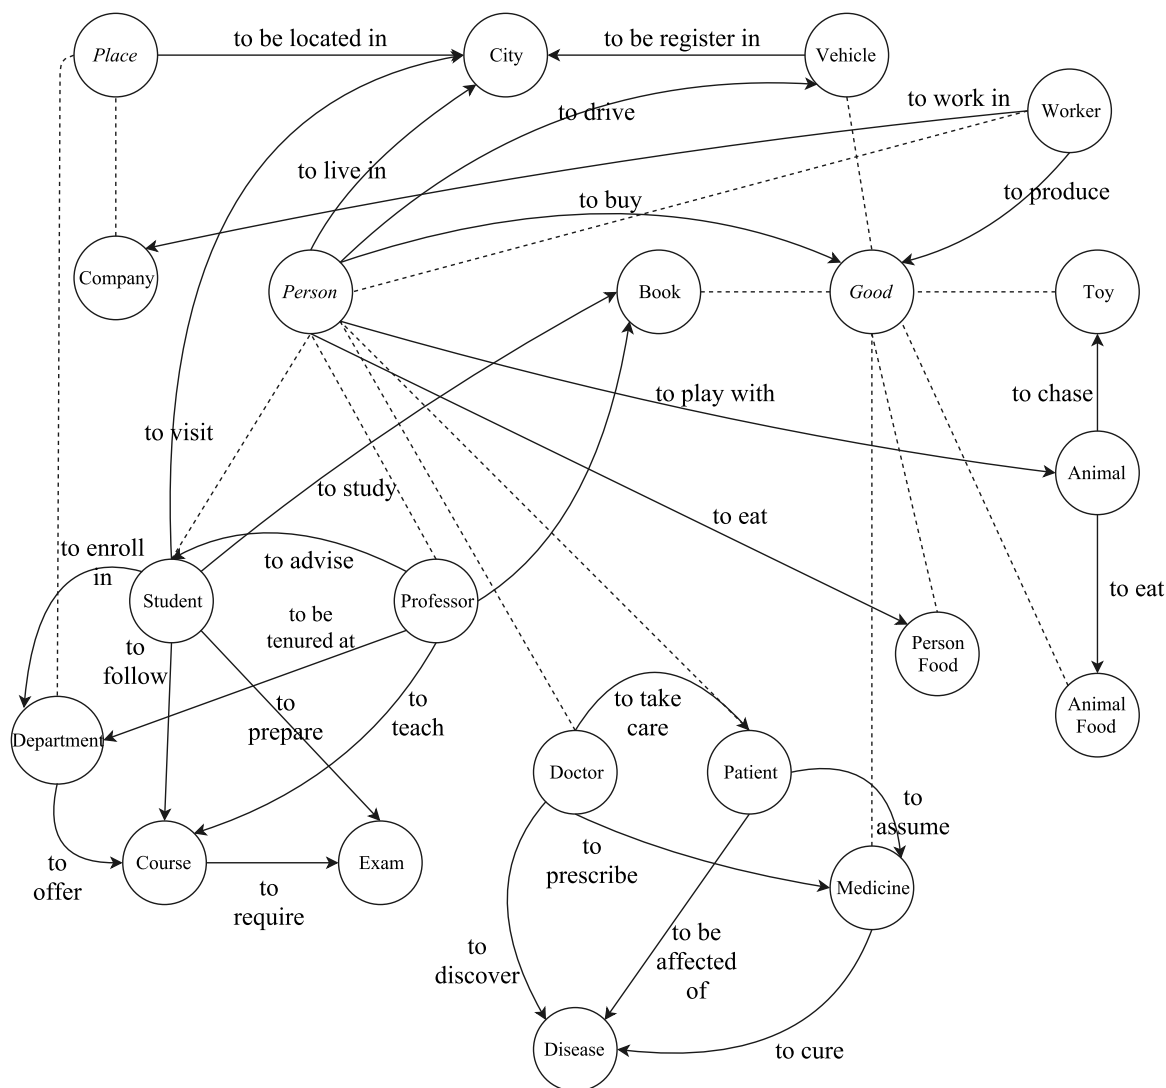 Place
to be located in
City
to be register in
Vehicle
to work in
Worker
to drive
to live in
to produce
to buy
Company
Person
Book
Good
Toy
to play with
to chase
to visit
Animal
to study
to eat
to enroll
in
to advise
to eat
Student
Professor
to be
tenured at
to
follow
Person
Food
Animal
Food
to
prepare
to
teach
to take
care
Department
Doctor
Patient
to
assume
Course
Exam
to
offer
to
require
to
prescribe
Medicine
to
discover
to be
affected
of
Disease
to cure